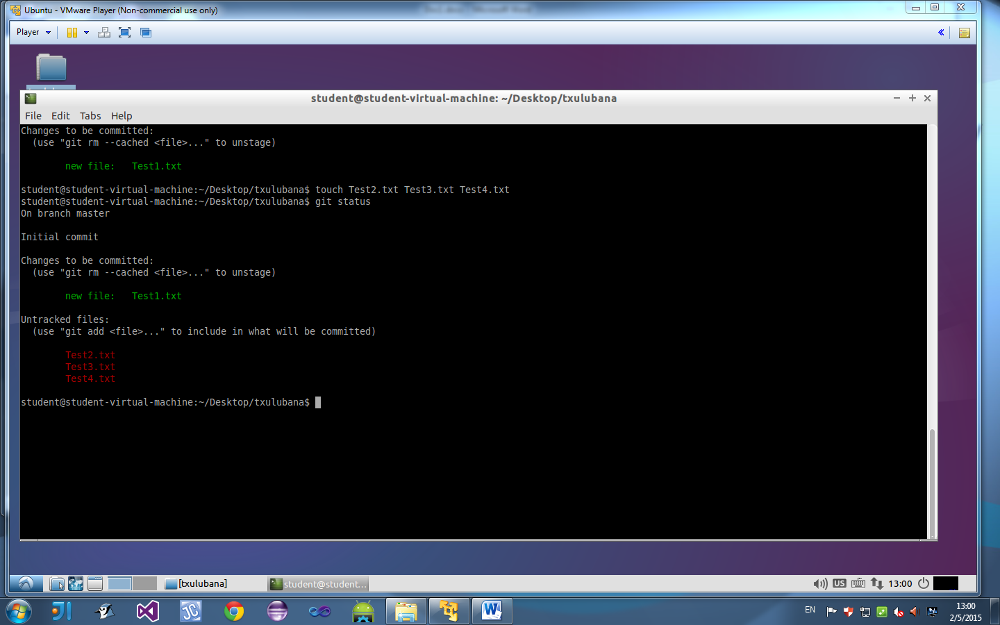 Ubuntu - VMware Player (Non-commercial use only)
Player
student@student-virtual-machine: ~/Desktop/txulubana
File Edit Tabs Help
Changes to be committed:
  (use "git rm --cached <file>..." to unstage)
        new file:   Test1.txt
student@student-virtual-machine:~/Desktop/txulubana$ touch Test2.txt Test3.txt Test4.txt
student@student-virtual-machine:~/Desktop/txulubana$ git status
On branch master
Initial commit
Changes to be committed:
  (use "git rm --cached <file>..." to unstage)
        new file:   Test1.txt
Untracked files:
  (use "git add <file>..." to include in what will be committed)
        Test2.txt
        Test3.txt
        Test4.txt
student@student-virtual-machine:~/Desktop/txulubana$
[txulubana]
student@student...
US
13:00
JI
JC
W
EN
13:00
2/5/2015